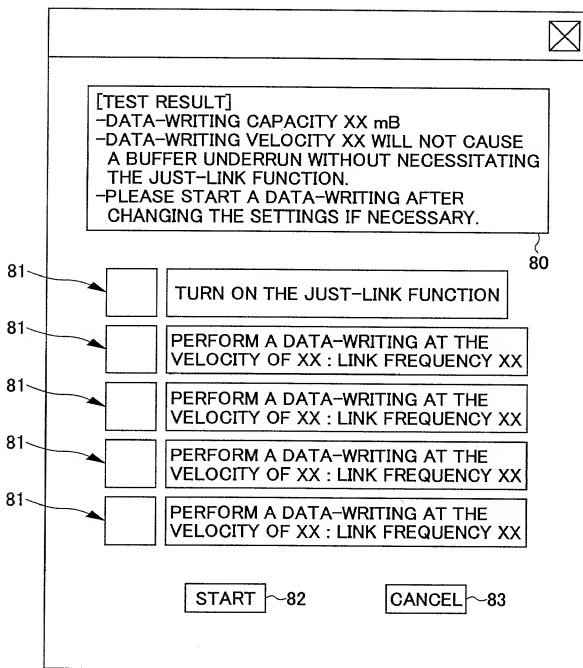 [TEST RESULT]
-DATA-WRITING CAPACITY XX mB
-DATA-WRITING VELOCITY XX WILL NOT CAUSE
A BUFFER UNDERRUN WITHOUT NECESSITATING
THE JUST-LINK FUNCTION.
-PLEASE START A DATA-WRITING AFTER
CHANGING THE SETTINGS IF NECESSARY.
80
81
TURN ON THE JUST-LINK FUNCTION
81
PERFORM A DATA-WRITING AT THE
VELOCITY OF XX : LINK FREQUENCY XX
81
PERFORM A DATA-WRITING AT THE
VELOCITY OF XX : LINK FREQUENCY XX
81
PERFORM A DATA-WRITING AT THE
VELOCITY OF XX : LINK FREQUENCY XX
81
PERFORM A DATA-WRITING AT THE
VELOCITY OF XX : LINK FREQUENCY XX
START 82 CANCEL 83